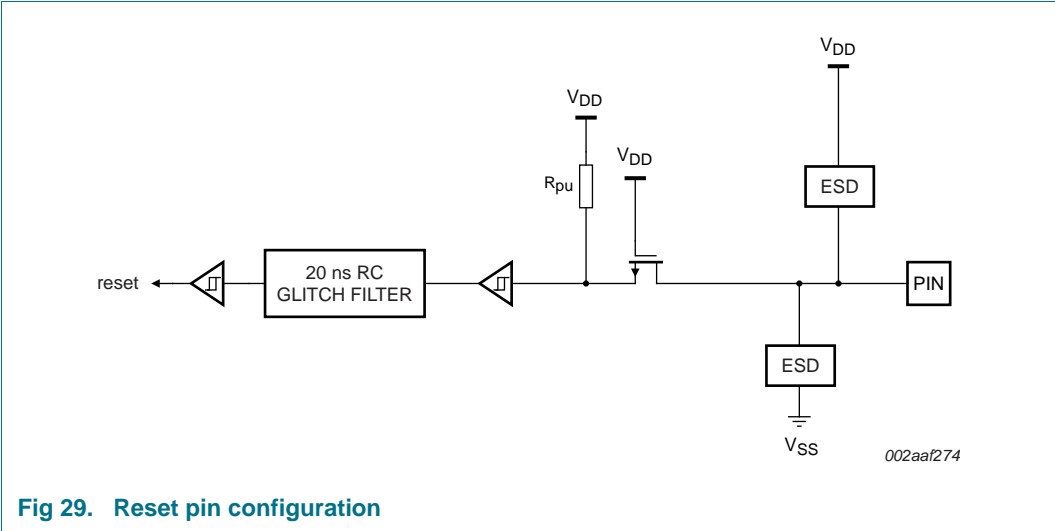 VDD
VDD
VDD
Rpu
ESD
reset
20 ns RC
GLITCH FILTER
PIN
ESD
VSS
002aaf274
Fig 29. Reset pin configuration